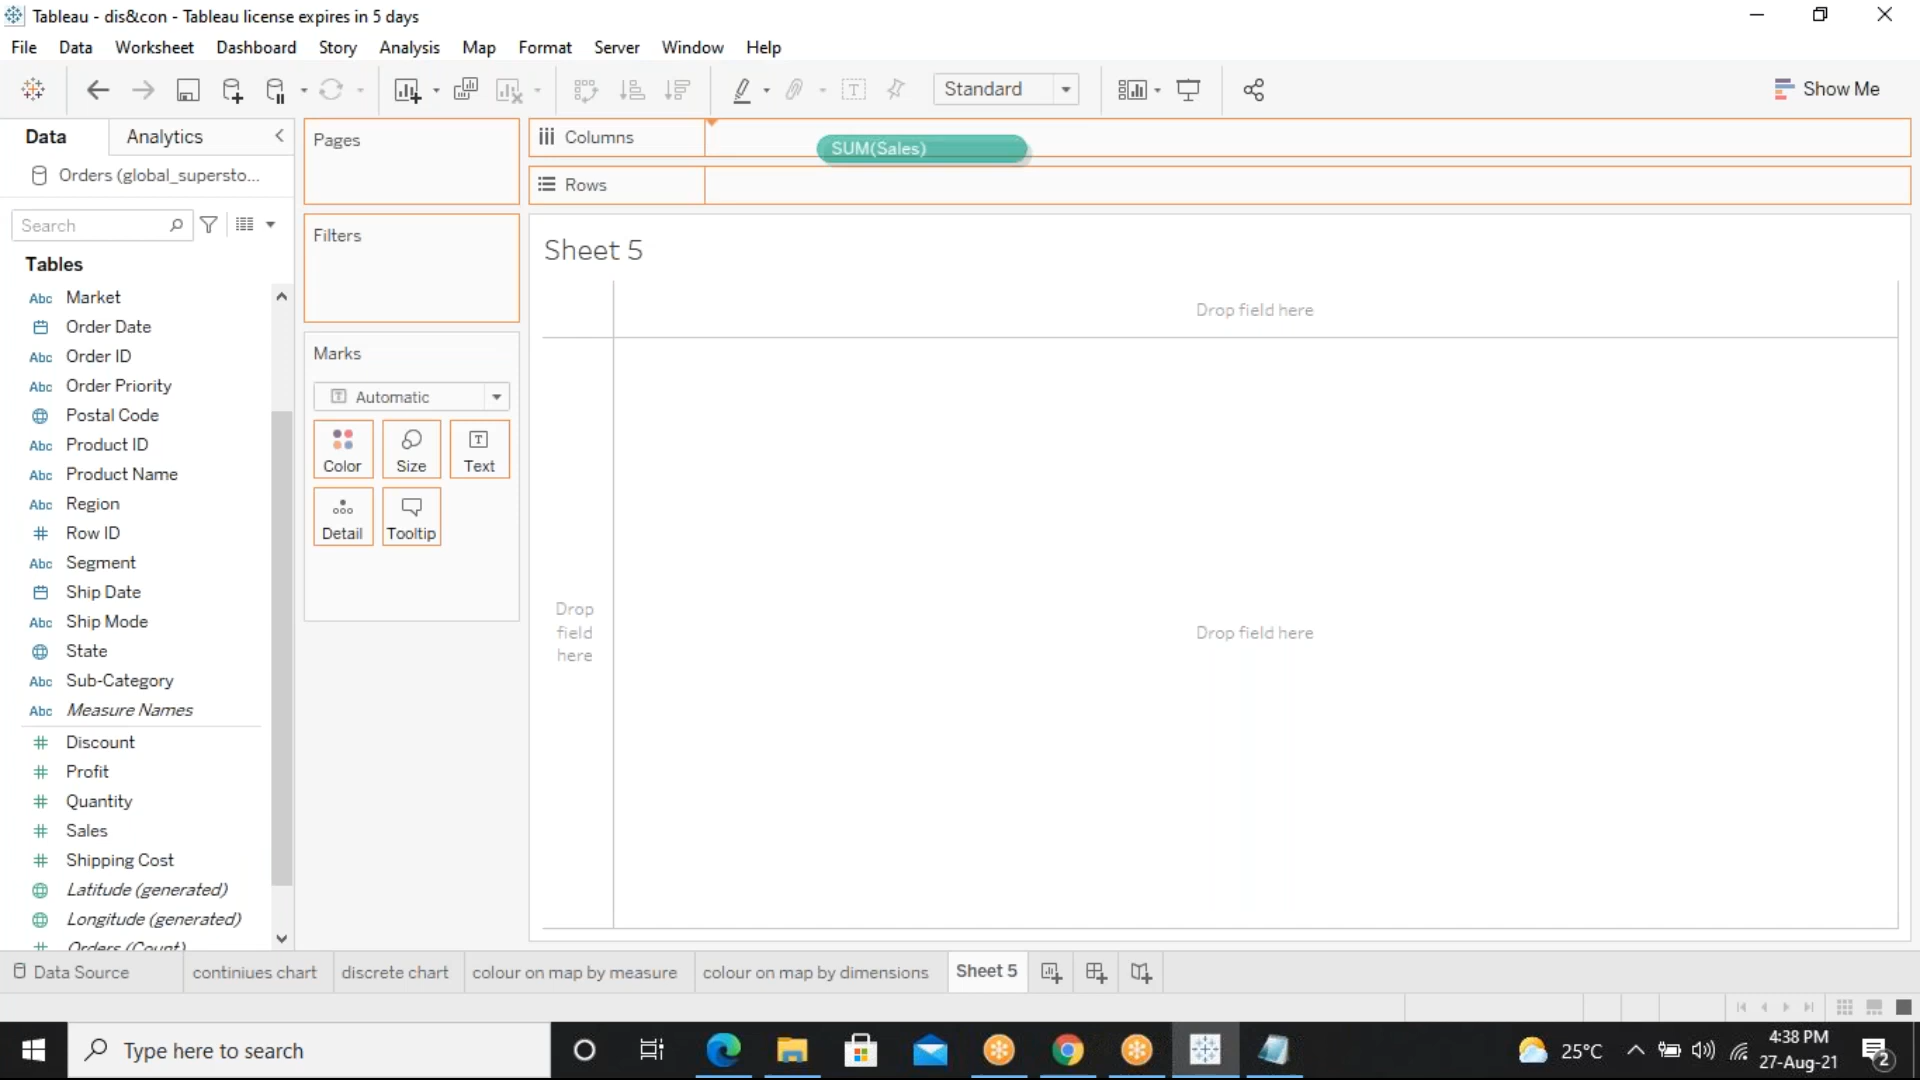 Tableau - dis&con - Tableau license expires in 5 days
File Data Worksheet Dashboard Story Analysis Map Format Server Window Help
Standard
Show Me
Data Analytics
Orders (global_supersto...
Search
Tables
Abc Market
Order Date
Abc Order ID
Abc Order Priority
Postal Code
Abc Product ID
Abc Product Name
Abc Region
# Row ID
Abc Segment
Ship Date
Abc Ship Mode
State
Abc Sub-Category
Abc Measure Names
# Discount
# Profit
# Quantity
# Sales
# Shipping Cost
Latitude (generated)
Longitude (generated)
# Orders (Count)
Pages
Filters
Marks
Automatic
Color Size Text
Detail Tooltip
Columns
SUM(Sales)
Rows
Sheet 5
Drop field here
Drop
field
here
Drop field here
Data Source continiues chart discrete chart colour on map by measure colour on map by dimensions Sheet 5
Type here to search
25°C
4:38 PM
27-Aug-21
2